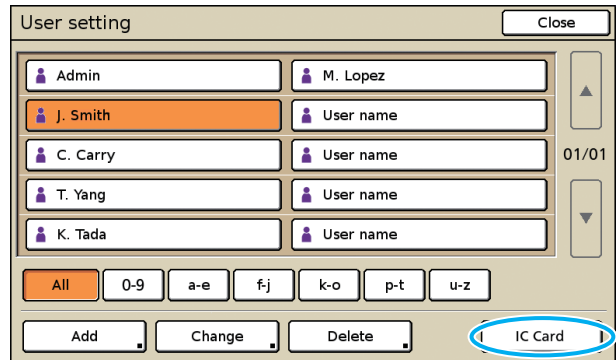 User setting Close
Admin M. Lopez
J. Smith User name
C. Carry User name 01/01
T. Yang User name
K. Tada User name
All 0-9 a-e f-j k-o p-t u-z
Add Change Delete IC Card